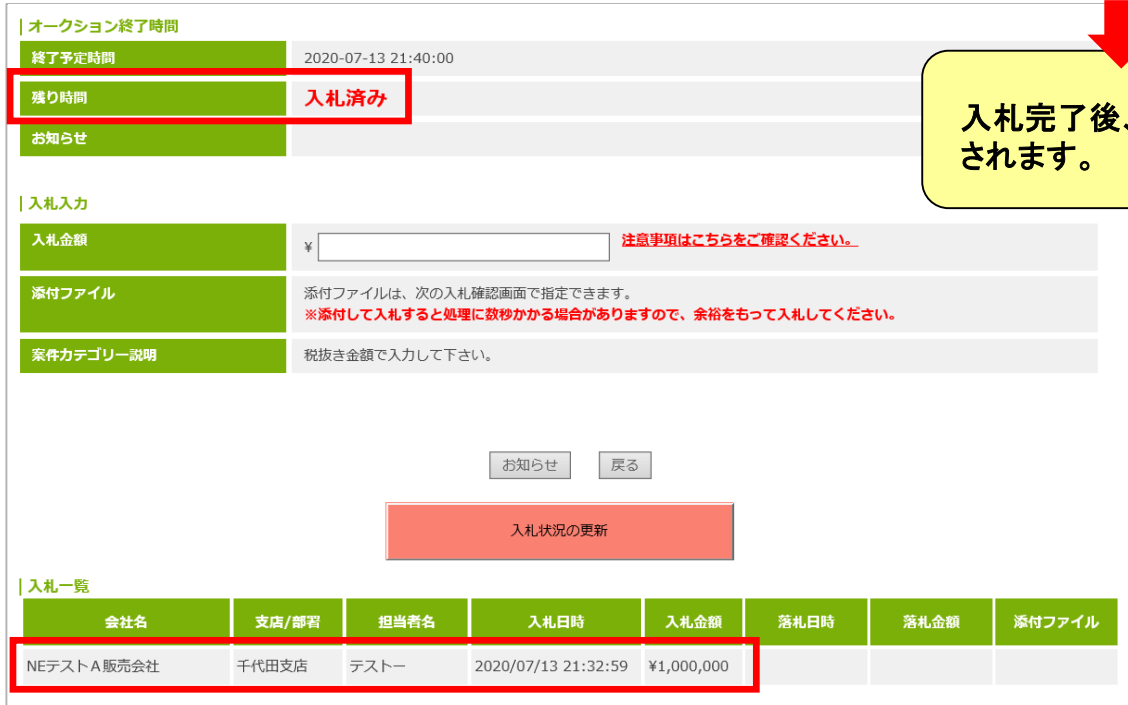 オークション終了時間
終了予定時間 2020-07-13 21:40:00
残り時間 入札済み
お知らせ
入札完了後、
されます。
入札入力
入札金額 ¥ 注意事項はこちらをご確認ください。
添付ファイル 添付ファイルは、次の入札確認画面で指定できます。
※添付して入札すると処理に数秒かかる場合がありますので、余裕をもって入札してください。
案件カテゴリー説明 税抜き金額で入力して下さい。
お知らせ 戻る
入札状況の更新
入札一覧
会社名 支店/部署 担当者名 入札日時 入札金額 落札日時 落札金額 添付ファイル
NEテストA販売会社 千代田支店 テスト一 2020/07/13 21:32:59 ¥1,000,000